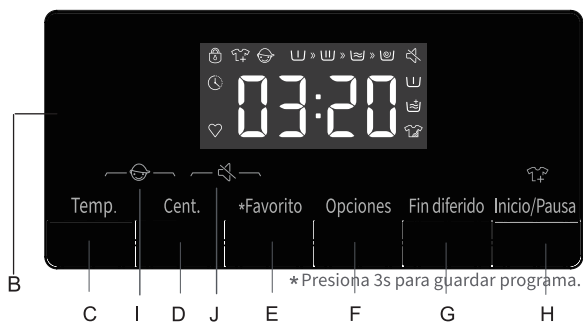 03:20
Temp. Cent. *Favorito Opciones Fin diferido Inicio/Pausa
*Presiona 3s para guardar programa.
B
C I D J E F G H